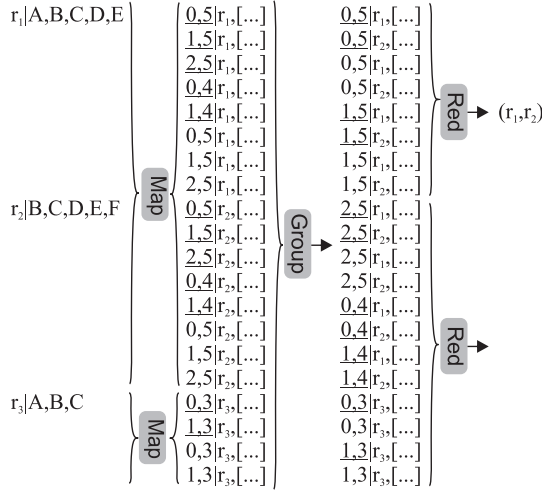 r₁|A,B,C,D,E
r₂|B,C,D,E,F
r₃|A,B,C
Map
Map
0,5|r₁,[...]
1,5|r₁,[...]
2,5|r₁,[...]
0,4|r₁,[...]
1,4|r₁,[...]
0,5|r₁,[...]
1,5|r₁,[...]
2,5|r₁,[...]
0,5|r₂,[...]
1,5|r₂,[...]
2,5|r₂,[...]
0,4|r₂,[...]
1,4|r₂,[...]
0,5|r₂,[...]
1,5|r₂,[...]
2,5|r₂,[...]
0,3|r₃,[...]
1,3|r₃,[...]
0,3|r₃,[...]
1,3|r₃,[...]
Group
0,5|r₁,[...]
0,5|r₂,[...]
0,5|r₁,[...]
0,5|r₂,[...]
1,5|r₁,[...]
1,5|r₂,[...]
1,5|r₁,[...]
1,5|r₂,[...]
2,5|r₁,[...]
2,5|r₂,[...]
2,5|r₁,[...]
2,5|r₂,[...]
0,4|r₁,[...]
0,4|r₂,[...]
1,4|r₁,[...]
1,4|r₂,[...]
0,3|r₃,[...]
0,3|r₃,[...]
1,3|r₃,[...]
1,3|r₃,[...]
Red
(r₁,r₂)
Red